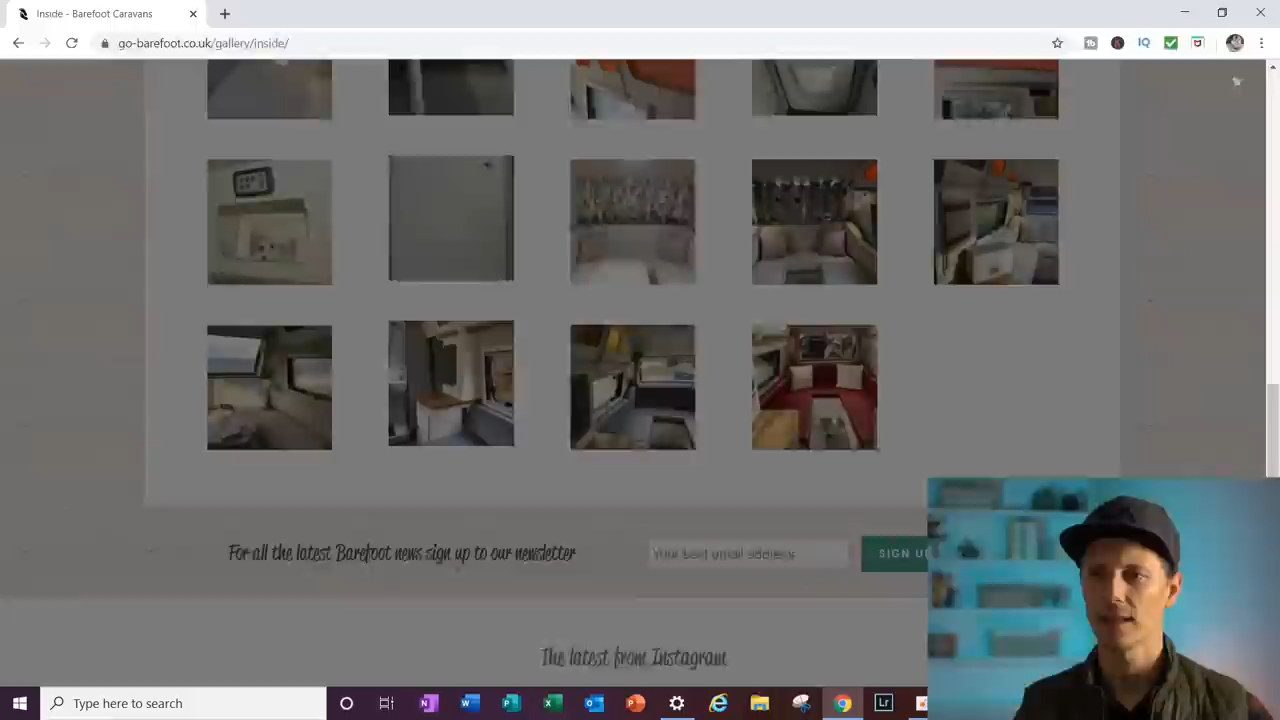 Inside - Barefoot Caravans
go-barefoot.co.uk/gallery/inside/
For all the latest Barefoot news sign up to our newsletter
Your best email address
SIGN U
The latest from Instagram
Type here to search